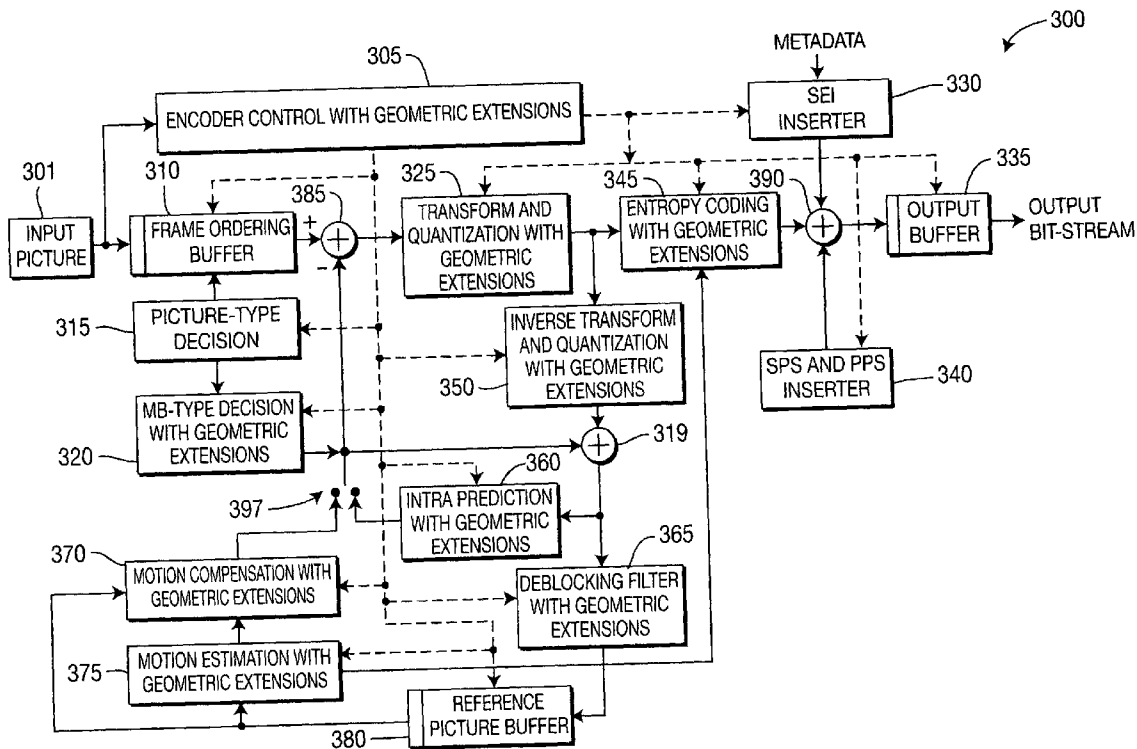 300
METADATA
305
ENCODER CONTROL WITH GEOMETRIC EXTENSIONS
SEI
INSERTER
330
301
INPUT
PICTURE
310
FRAME ORDERING
BUFFER
+
-
385
+
325
TRANSFORM AND
QUANTIZATION WITH
GEOMETRIC
EXTENSIONS
345
ENTROPY CODING
WITH GEOMETRIC
EXTENSIONS
390
+
335
OUTPUT
BUFFER
OUTPUT
BIT-STREAM
315
PICTURE-TYPE
DECISION
INVERSE TRANSFORM
AND QUANTIZATION
WITH GEOMETRIC
EXTENSIONS
350
SPS AND PPS
INSERTER
340
MB-TYPE DECISION
WITH GEOMETRIC
EXTENSIONS
320
+
319
397
360
INTRA PREDICTION
WITH GEOMETRIC
EXTENSIONS
370
MOTION COMPENSATION WITH
GEOMETRIC EXTENSIONS
365
DEBLOCKING FILTER
WITH GEOMETRIC
EXTENSIONS
375
MOTION ESTIMATION WITH
GEOMETRIC EXTENSIONS
REFERENCE
PICTURE BUFFER
380